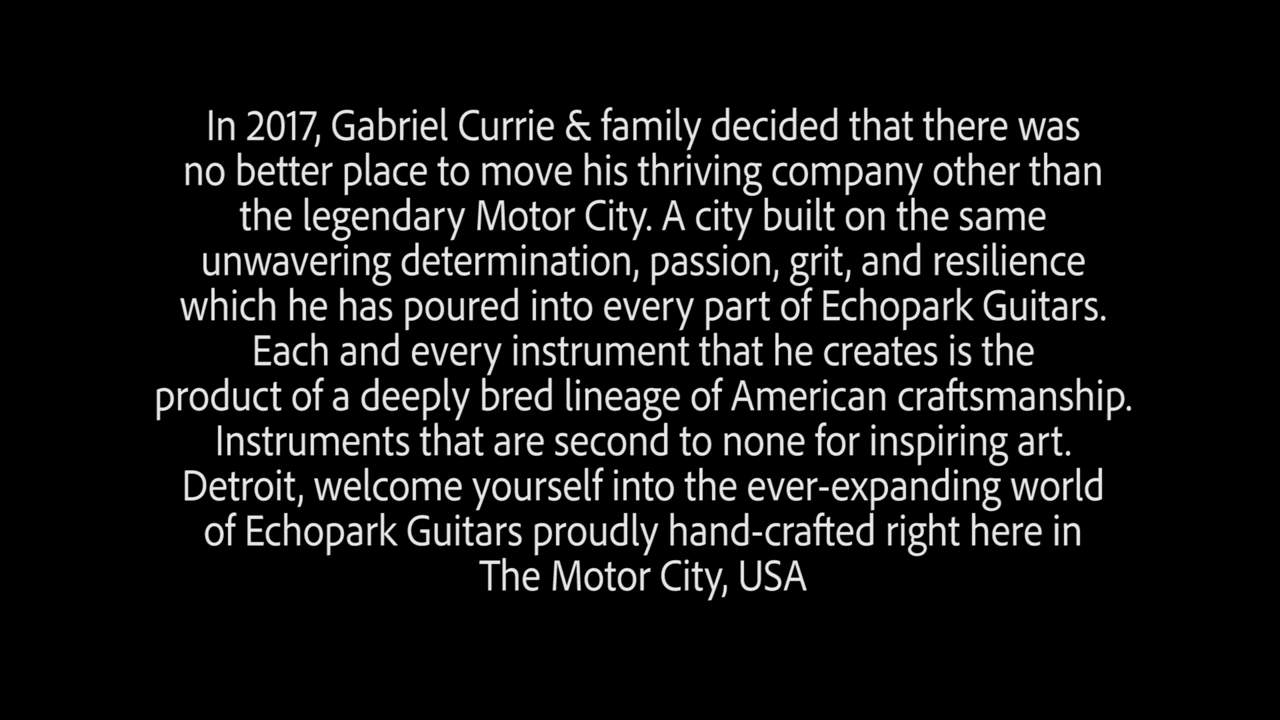 In 2017, Gabriel Currie & family decided that there was
no better place to move his thriving company other than
the legendary Motor City. A city built on the same
unwavering determination, passion, grit, and resilience
which he has poured into every part of Echopark Guitars.
Each and every instrument that he creates is the
product of a deeply bred lineage of American craftsmanship.
Instruments that are second to none for inspiring art.
Detroit, welcome yourself into the ever-expanding world
of Echopark Guitars proudly hand-crafted right here in
The Motor City, USA